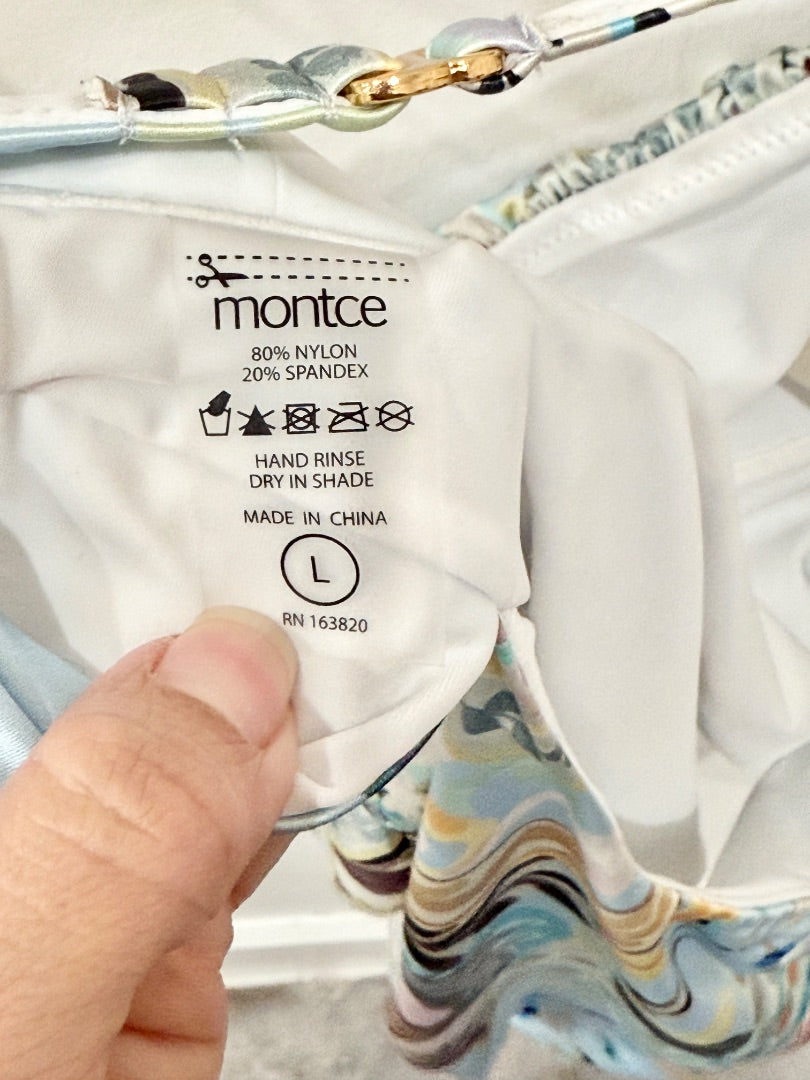 montce
80% NYLON
20% SPANDEX
HAND RINSE
DRY IN SHADE
MADE IN CHINA
L
RN 163820